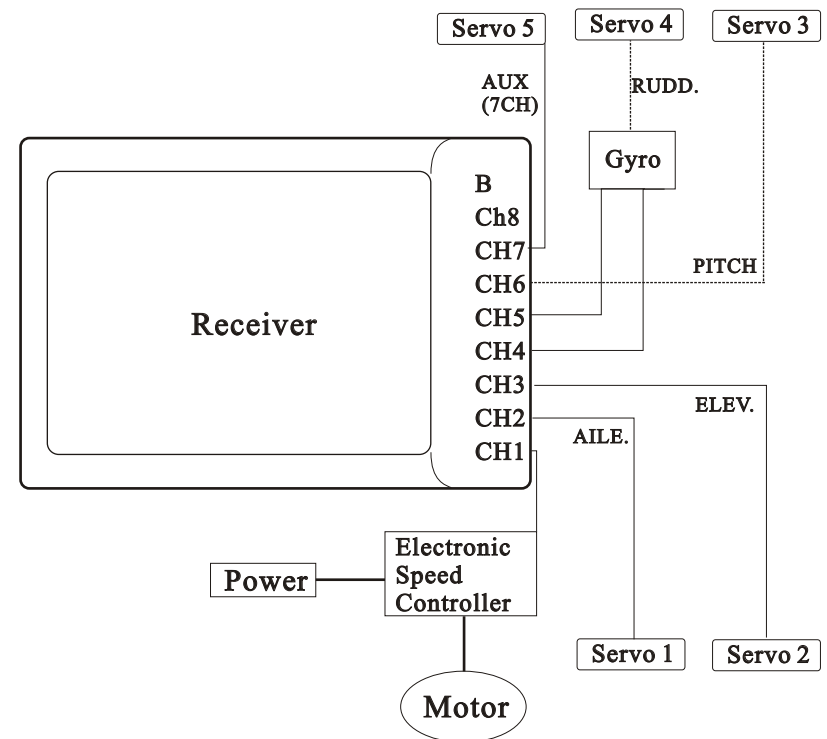 Servo 5
Servo 4
Servo 3
AUX
(7CH)
RUDD.
Gyro
B
Ch8
CH7
CH6
PITCH
CH5
Receiver
CH4
CH3
ELEV.
CH2
AILE.
CH1
Electronic
Speed
Controller
Power
Servo 1
Servo 2
Motor